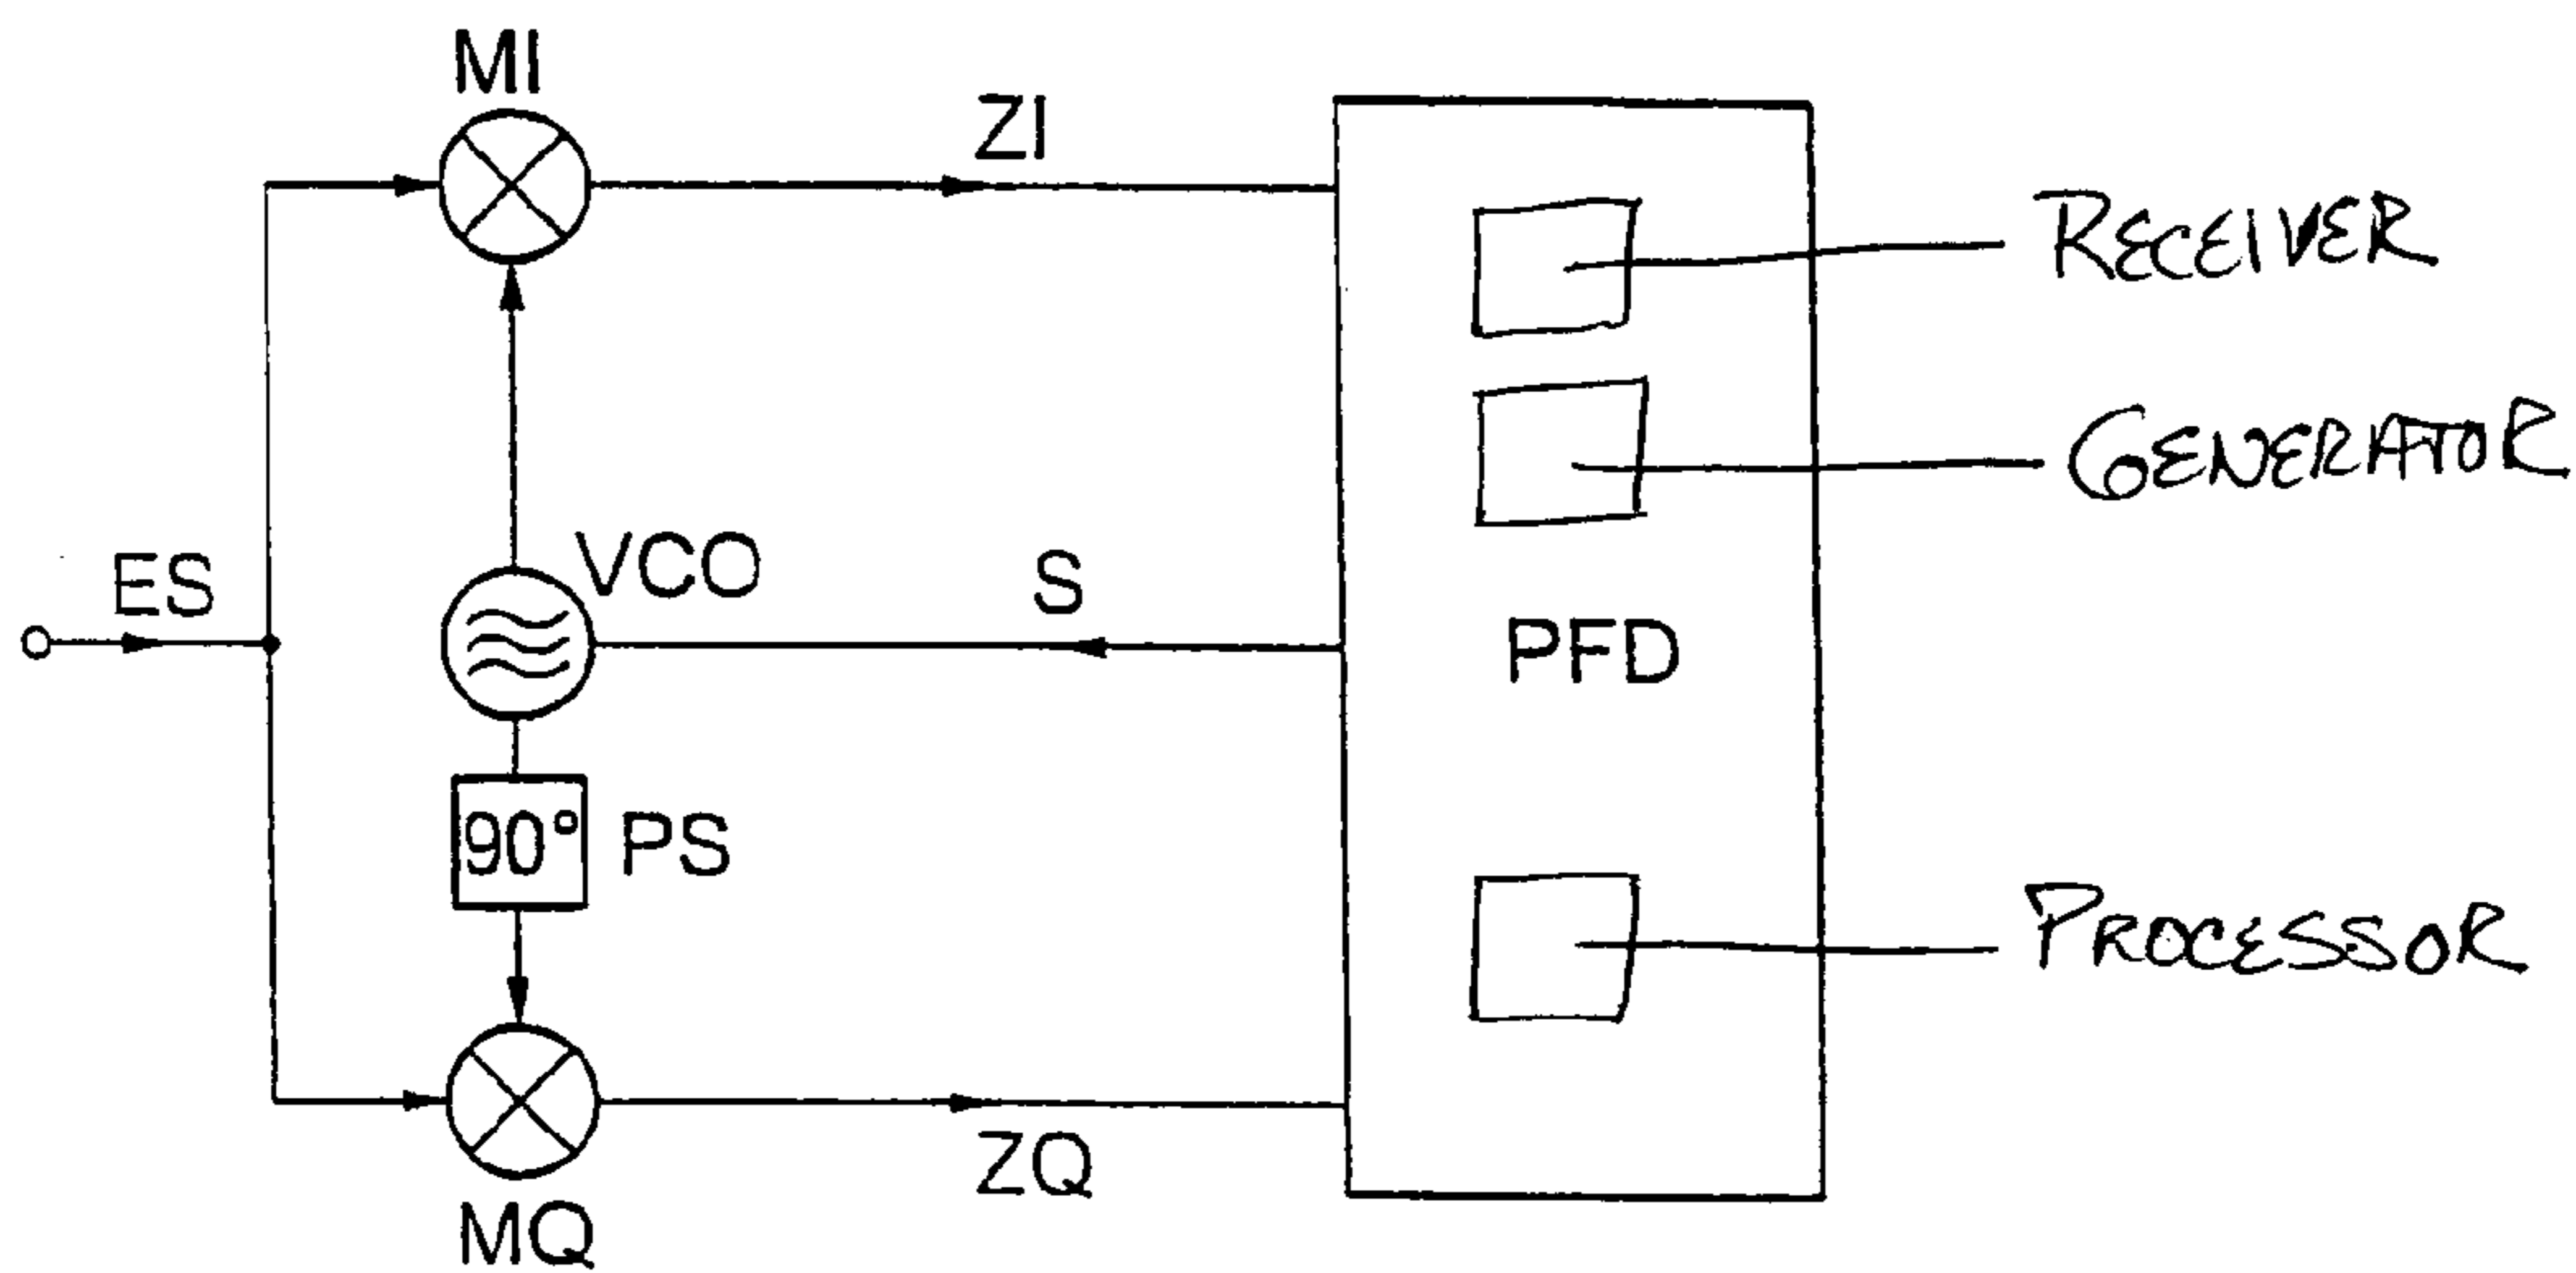 MI
ZI
RECEIVER
GENERATOR
ES
VCO
S
PFD
90°
PS
PROCESSOR
ZQ
MQ